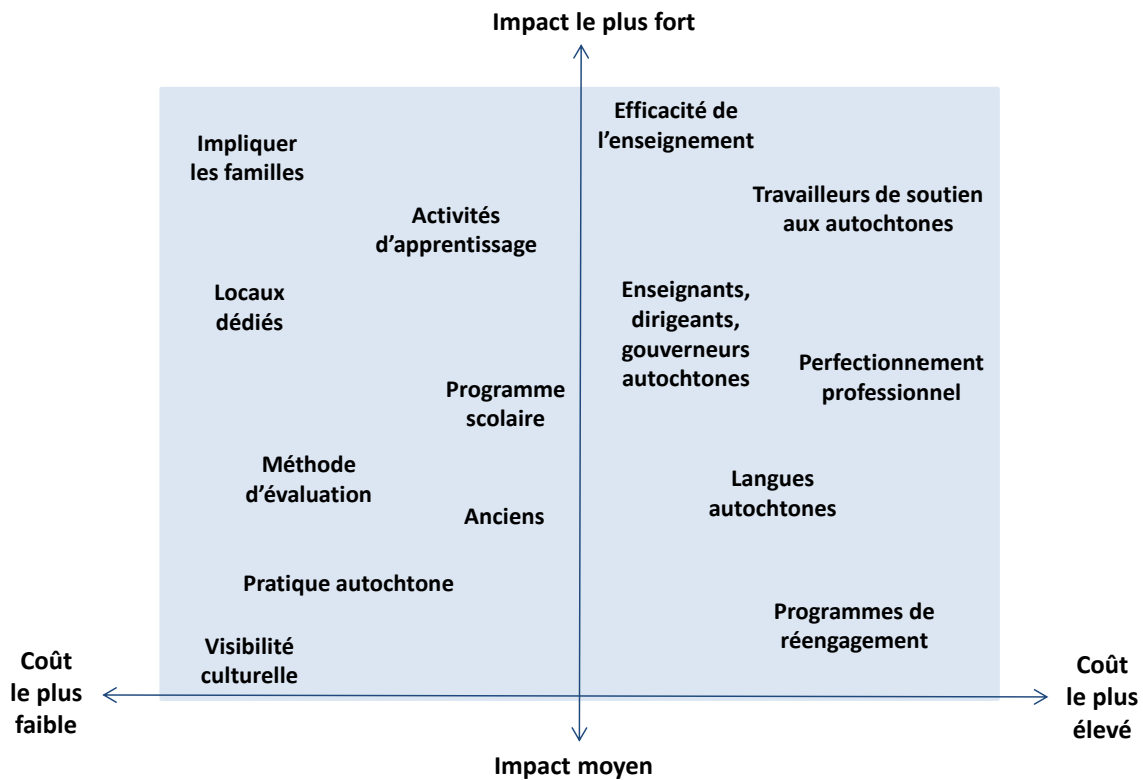 Impact le plus fort
Efficacité de
l’enseignement
Impliquer
les familles
Travailleurs de soutien
aux autochtones
Activités
d’apprentissage
Locaux
dédiés
Enseignants,
dirigeants,
gouverneurs
autochtones
Perfectionnement
professionnel
Programme
scolaire
Méthode
d’évaluation
Langues
autochtones
Anciens
Pratique autochtone
Programmes de
réengagement
Visibilité
culturelle
Coût
le plus
faible
Coût
le plus
élevé
Impact moyen